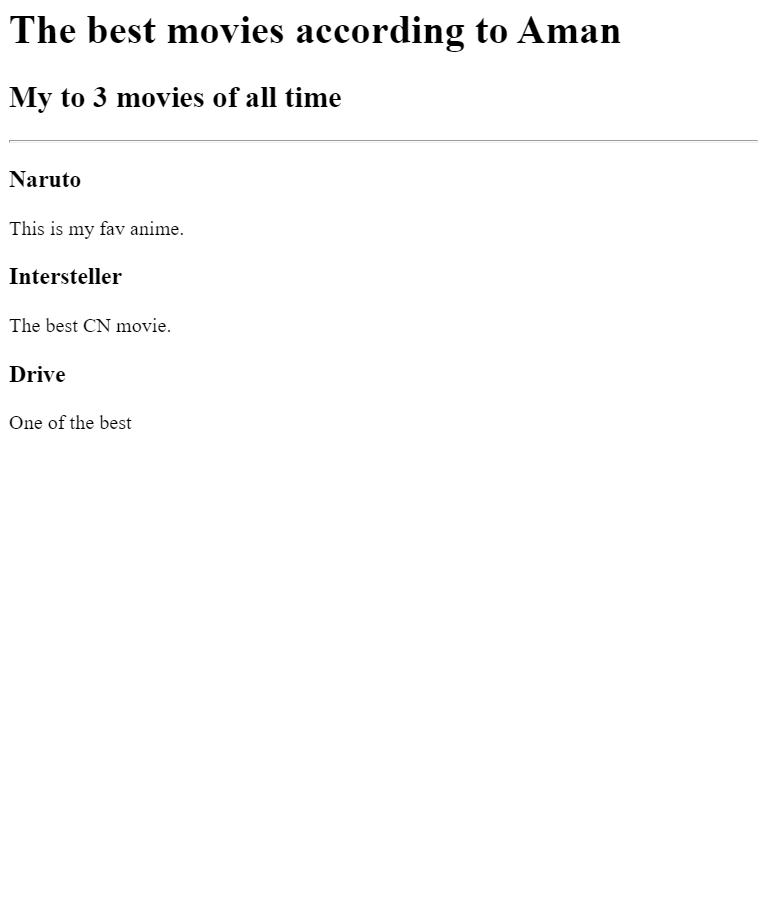 The best movies according to Aman
My to 3 movies of all time
Naruto
This is my fav anime.
Intersteller
The best CN movie.
Drive
One of the best